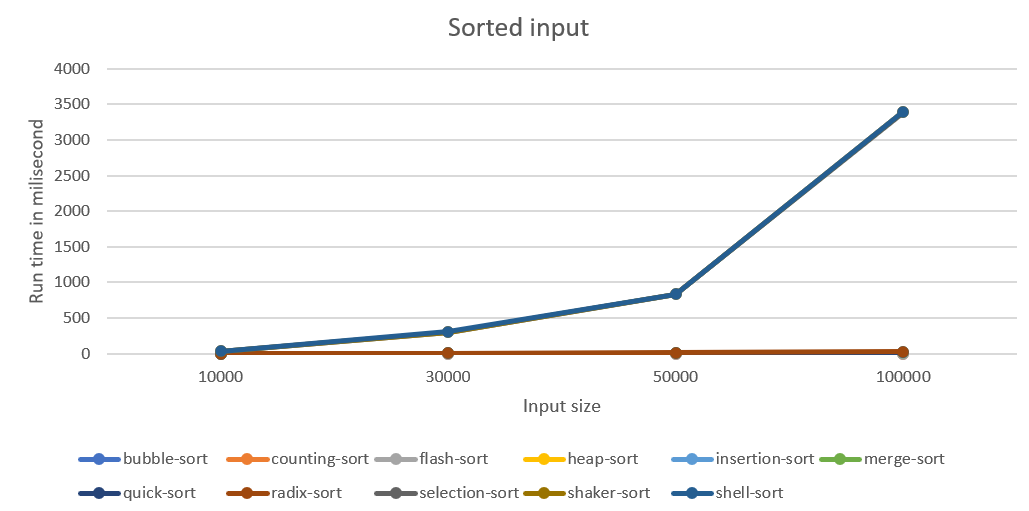 Sorted input
4000
3500
3000
2500
2000
1500
1000
500
0
Run time in milisecond
10000 30000 50000 100000
Input size
bubble-sort counting-sort flash-sort heap-sort insertion-sort merge-sort
quick-sort radix-sort selection-sort shaker-sort shell-sort